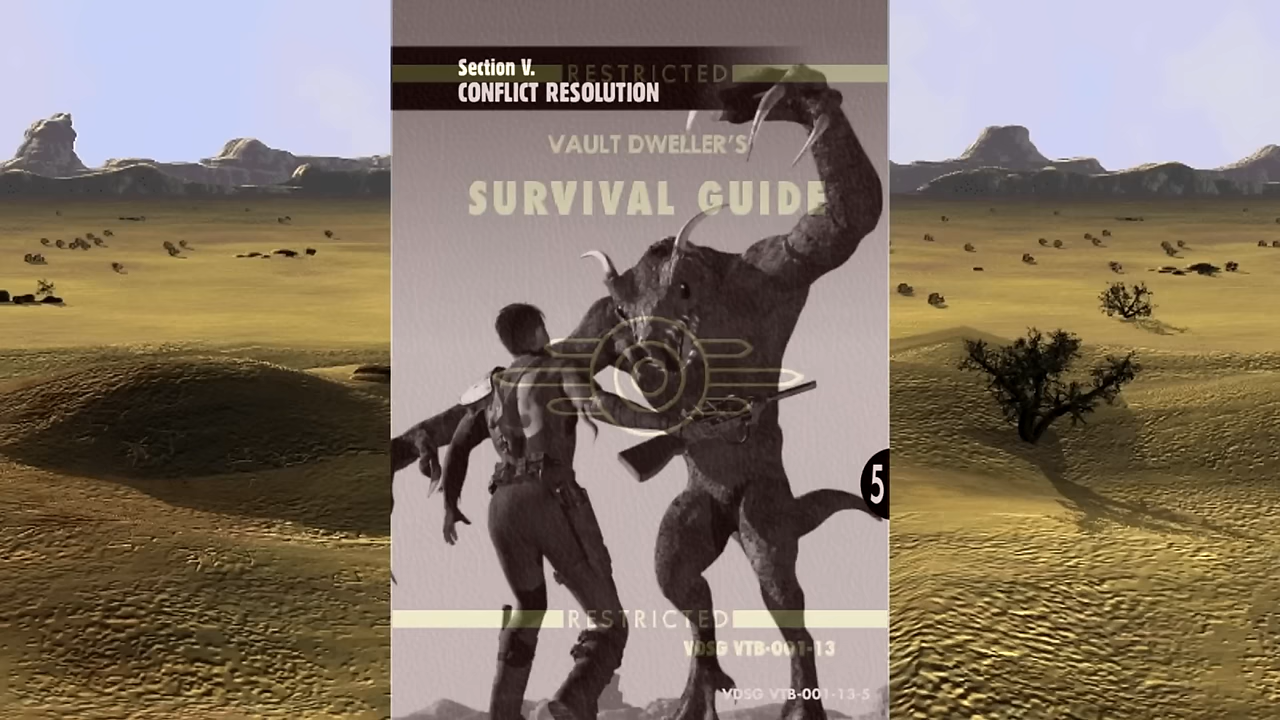 Section V.
RESTRICTED
CONFLICT RESOLUTION
VAULT DWELLER'S
SURVIVAL GUIDE
5
RESTRICTED
VDSG VTB-001-13
VDSG VTB-001-13-5